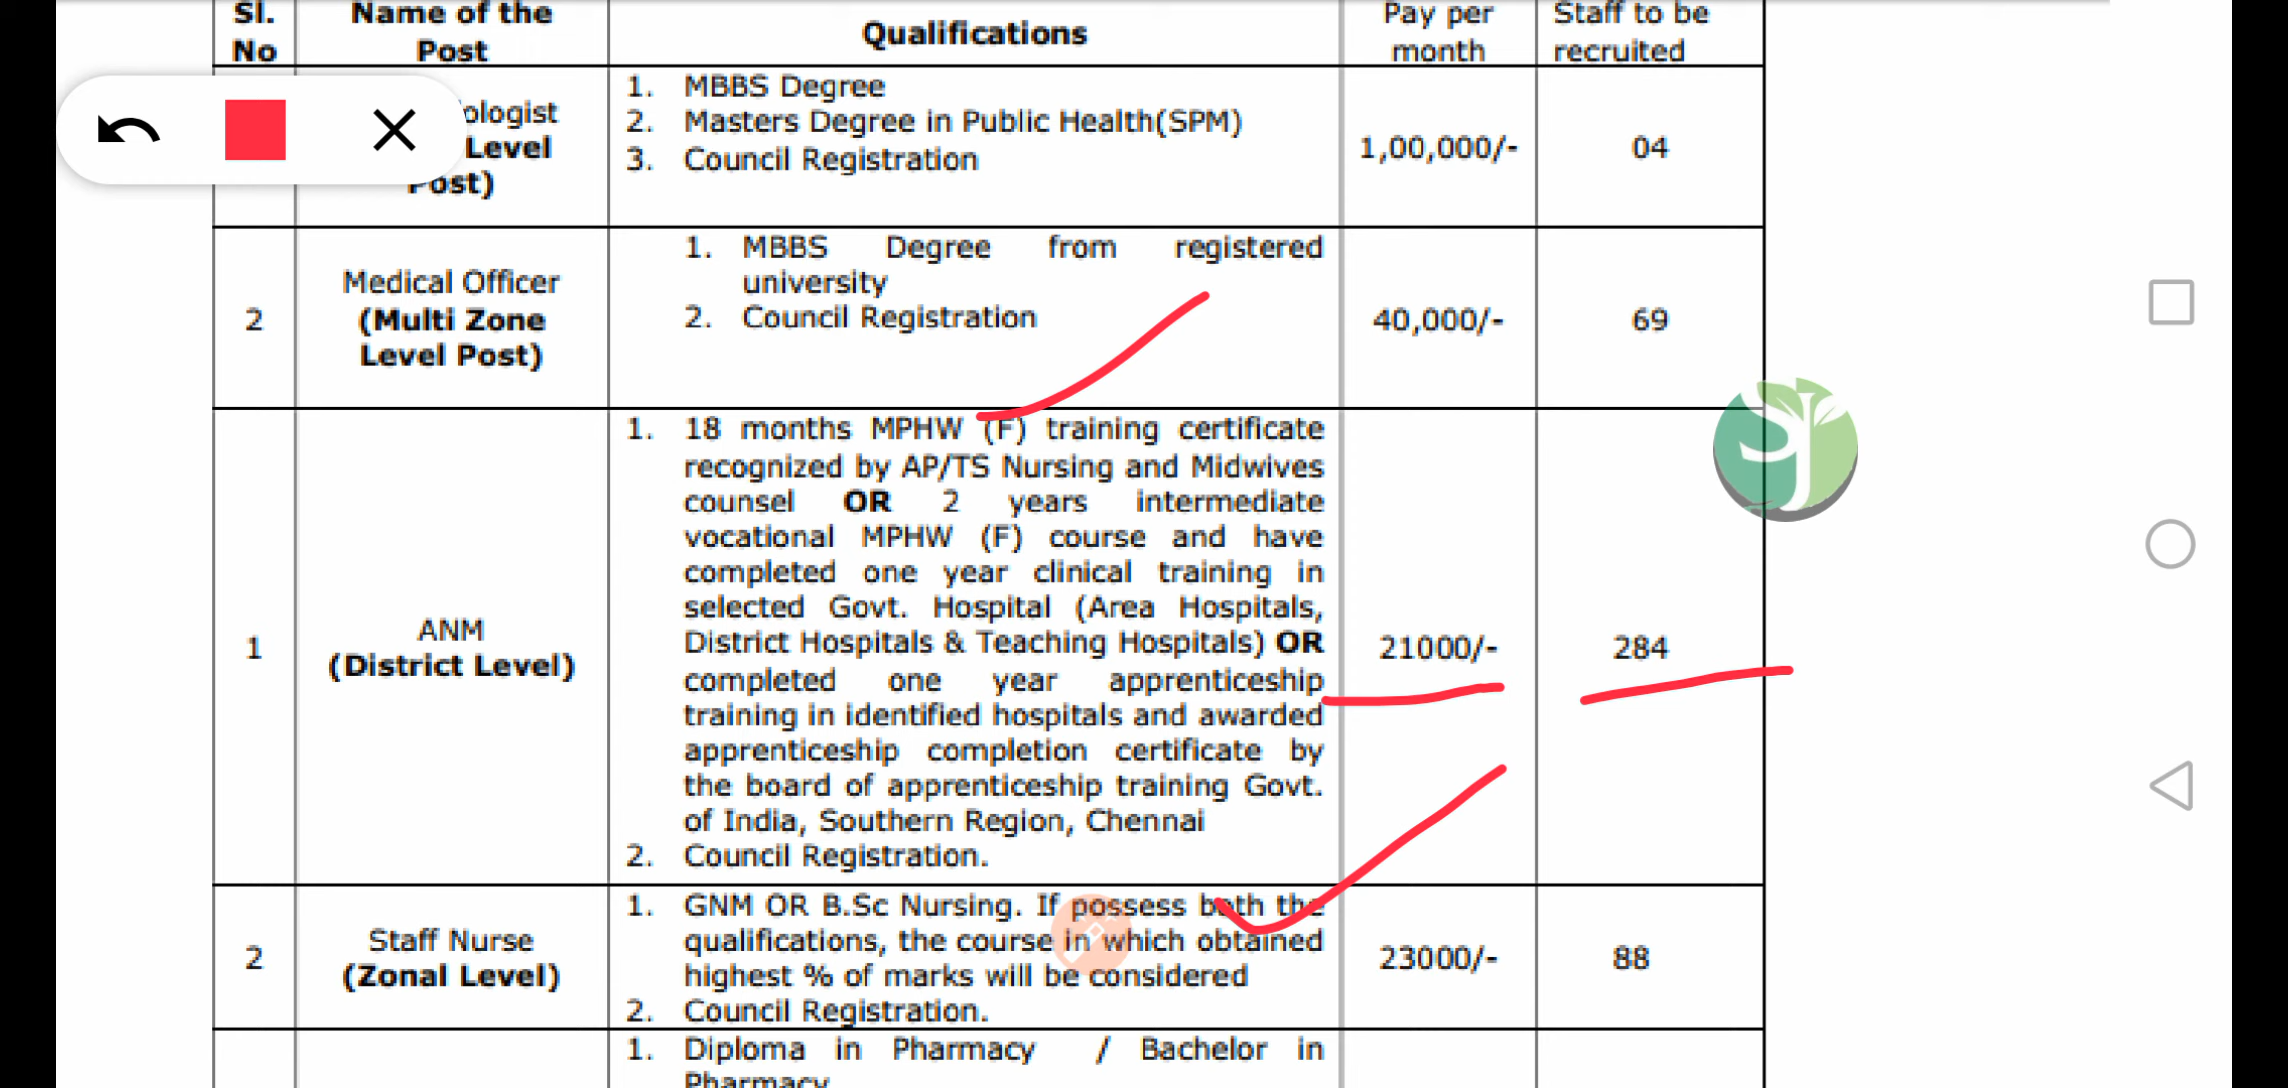 Sl.
No
Name of the
Post
Qualifications
Pay per
month
Staff to be
recruited
ologist
Level
Post)
1. MBBS Degree
2. Masters Degree in Public Health(SPM)
3. Council Registration
1,00,000/-
04
2
Medical Officer
(Multi Zone
Level Post)
1. MBBS Degree from registered
university
2. Council Registration
40,000/-
69
1
ANM
(District Level)
1. 18 months MPHW (F) training certificate
recognized by AP/TS Nursing and Midwives
counsel OR 2 years intermediate
vocational MPHW (F) course and have
completed one year clinical training in
selected Govt. Hospital (Area Hospitals,
District Hospitals & Teaching Hospitals) OR
completed one year apprenticeship
training in identified hospitals and awarded
apprenticeship completion certificate by
the board of apprenticeship training Govt.
of India, Southern Region, Chennai
2. Council Registration.
21000/-
284
2
Staff Nurse
(Zonal Level)
1. GNM OR B.Sc Nursing. If possess both the
qualifications, the course in which obtained
highest % of marks will be considered
2. Council Registration.
23000/-
88
1. Diploma in Pharmacy / Bachelor in
Pharmacy